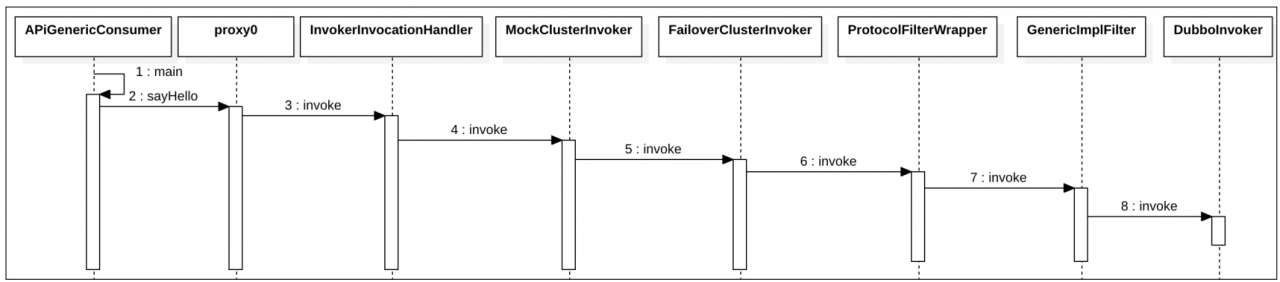 APiGenericConsumer
proxy0
InvokerInvocationHandler
MockClusterInvoker
FailoverClusterInvoker
ProtocolFilterWrapper
GenericImplFilter
DubboInvoker
1 : main
2 : sayHello
3 : invoke
4 : invoke
5 : invoke
6 : invoke
7 : invoke
8 : invoke